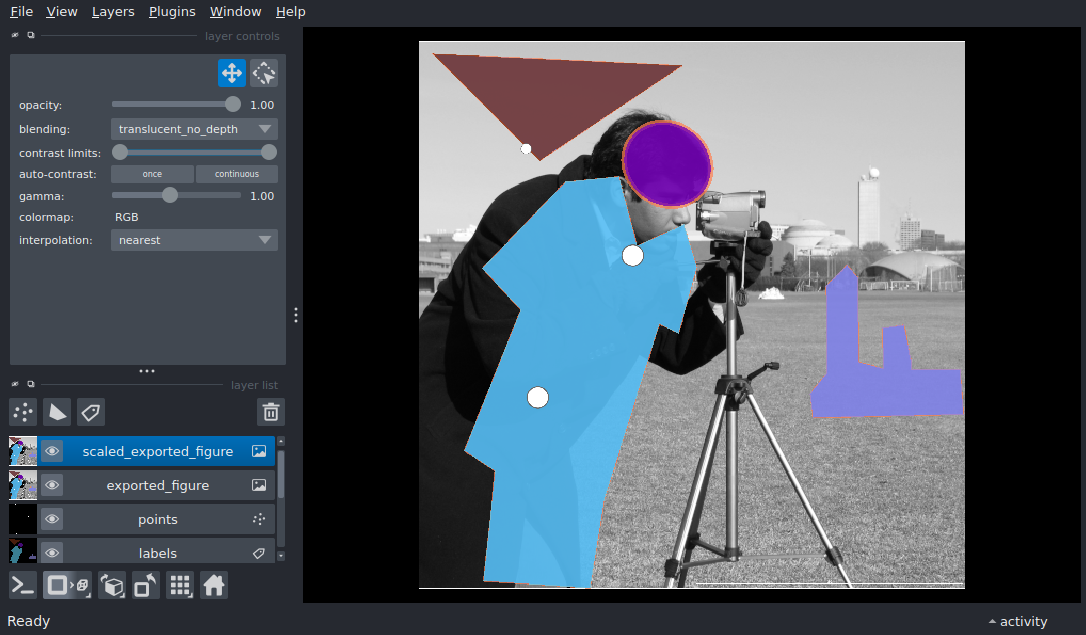 File View Layers Plugins Window Help
layer controls
opacity: 1.00
blending: translucent_no_depth
contrast limits:
auto-contrast: once continuous
gamma: 1.00
colormap: RGB
interpolation: nearest
layer list
scaled_exported_figure
exported_figure
points
labels
Ready
activity